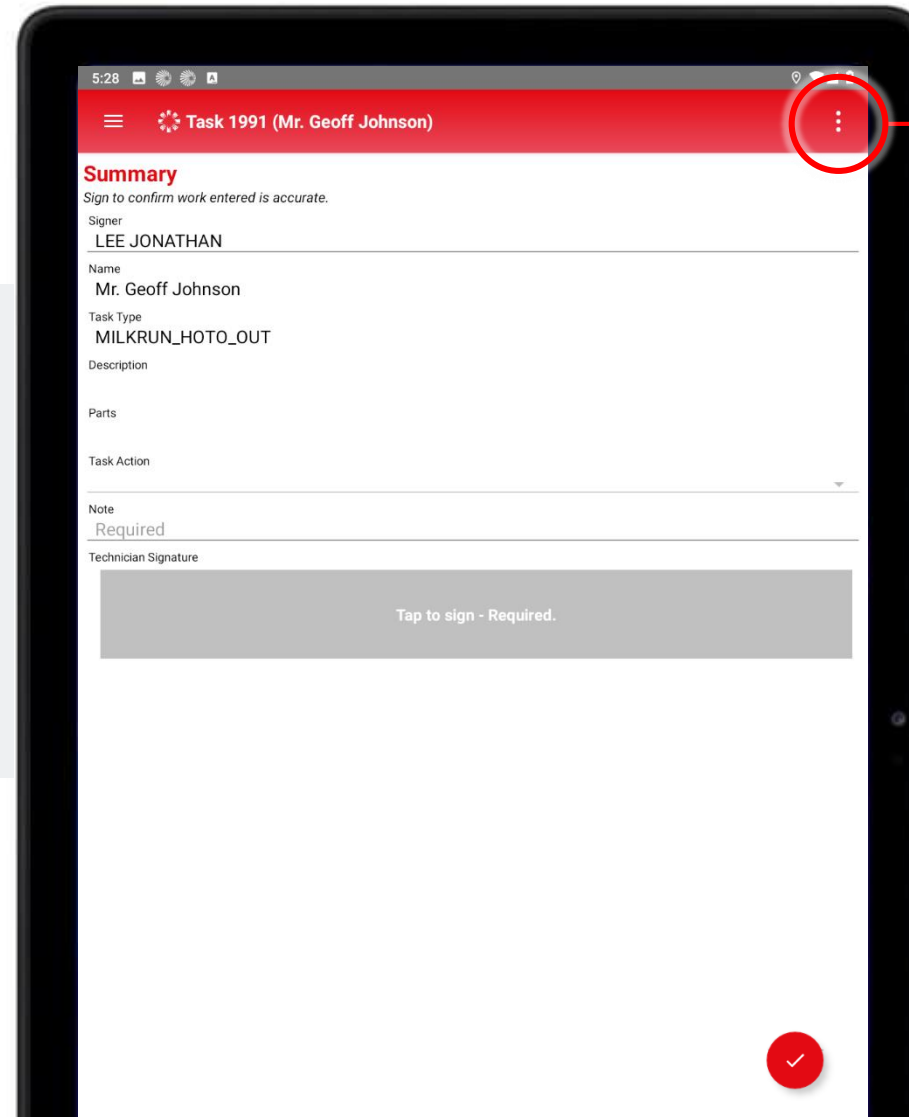 5:28
Task 1991 (Mr. Geoff Johnson)
Summary
Sign to confirm work entered is accurate.
Signer
LEE JONATHAN
Name
Mr. Geoff Johnson
Task Type
MILKRUN_HOTO_OUT
Description
Parts
Task Action
Note
Required
Technician Signature
Tap to sign - Required.